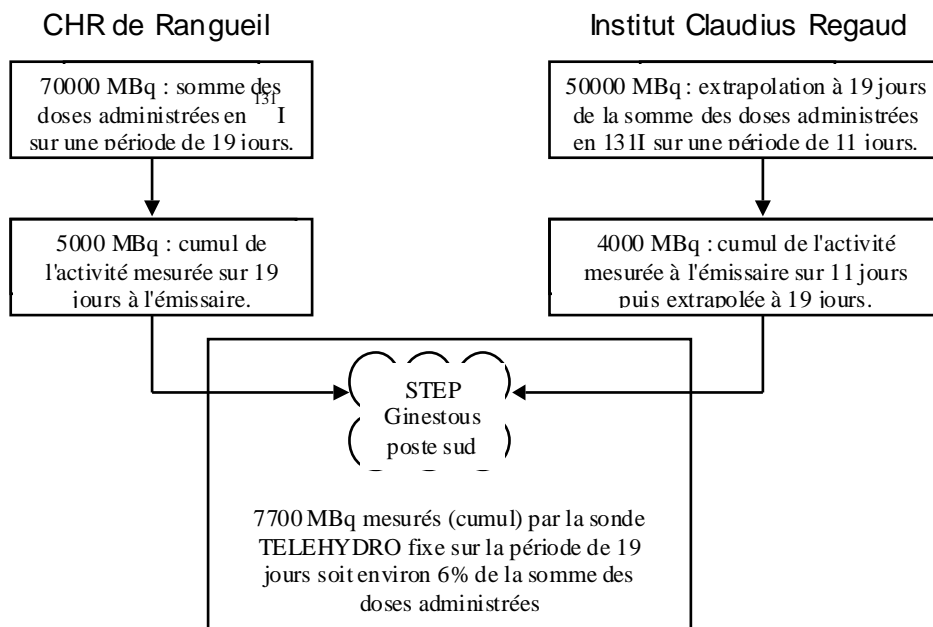 CHR de Rangueil
70000 MBq : somme des
doses administrées en 131I
sur une période de 19 jours.
5000 MBq : cumul de
l'activité mesurée sur 19
jours à l'émissaire.
Institut Claudius Regaud
50000 MBq : extrapolation à 19 jours
de la somme des doses administrées
en 131I sur une période de 11 jours.
4000 MBq : cumul de l'activité
mesurée à l'émissaire sur 11 jours
puis extrapolée à 19 jours.
STEP
Ginestous
poste sud
7700 MBq mesurés (cumul) par la sonde
TELEHYDRO fixe sur la période de 19
jours soit environ 6% de la somme des
doses administrées